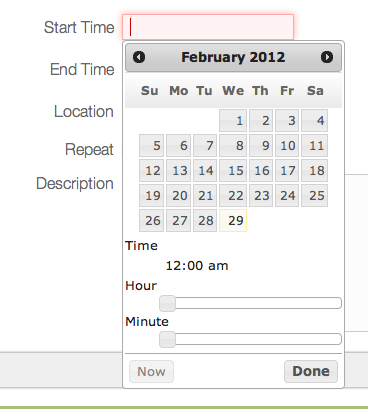 Start Time
February 2012
End Time
Su Mo Tu We Th Fr Sa
Location
1 2 3 4
Repeat
5 6 7 8 9 10 11
12 13 14 15 16 17 18
Description
19 20 21 22 23 24 25
26 27 28 29
Time
12:00 am
Hour
Minute
Now Done